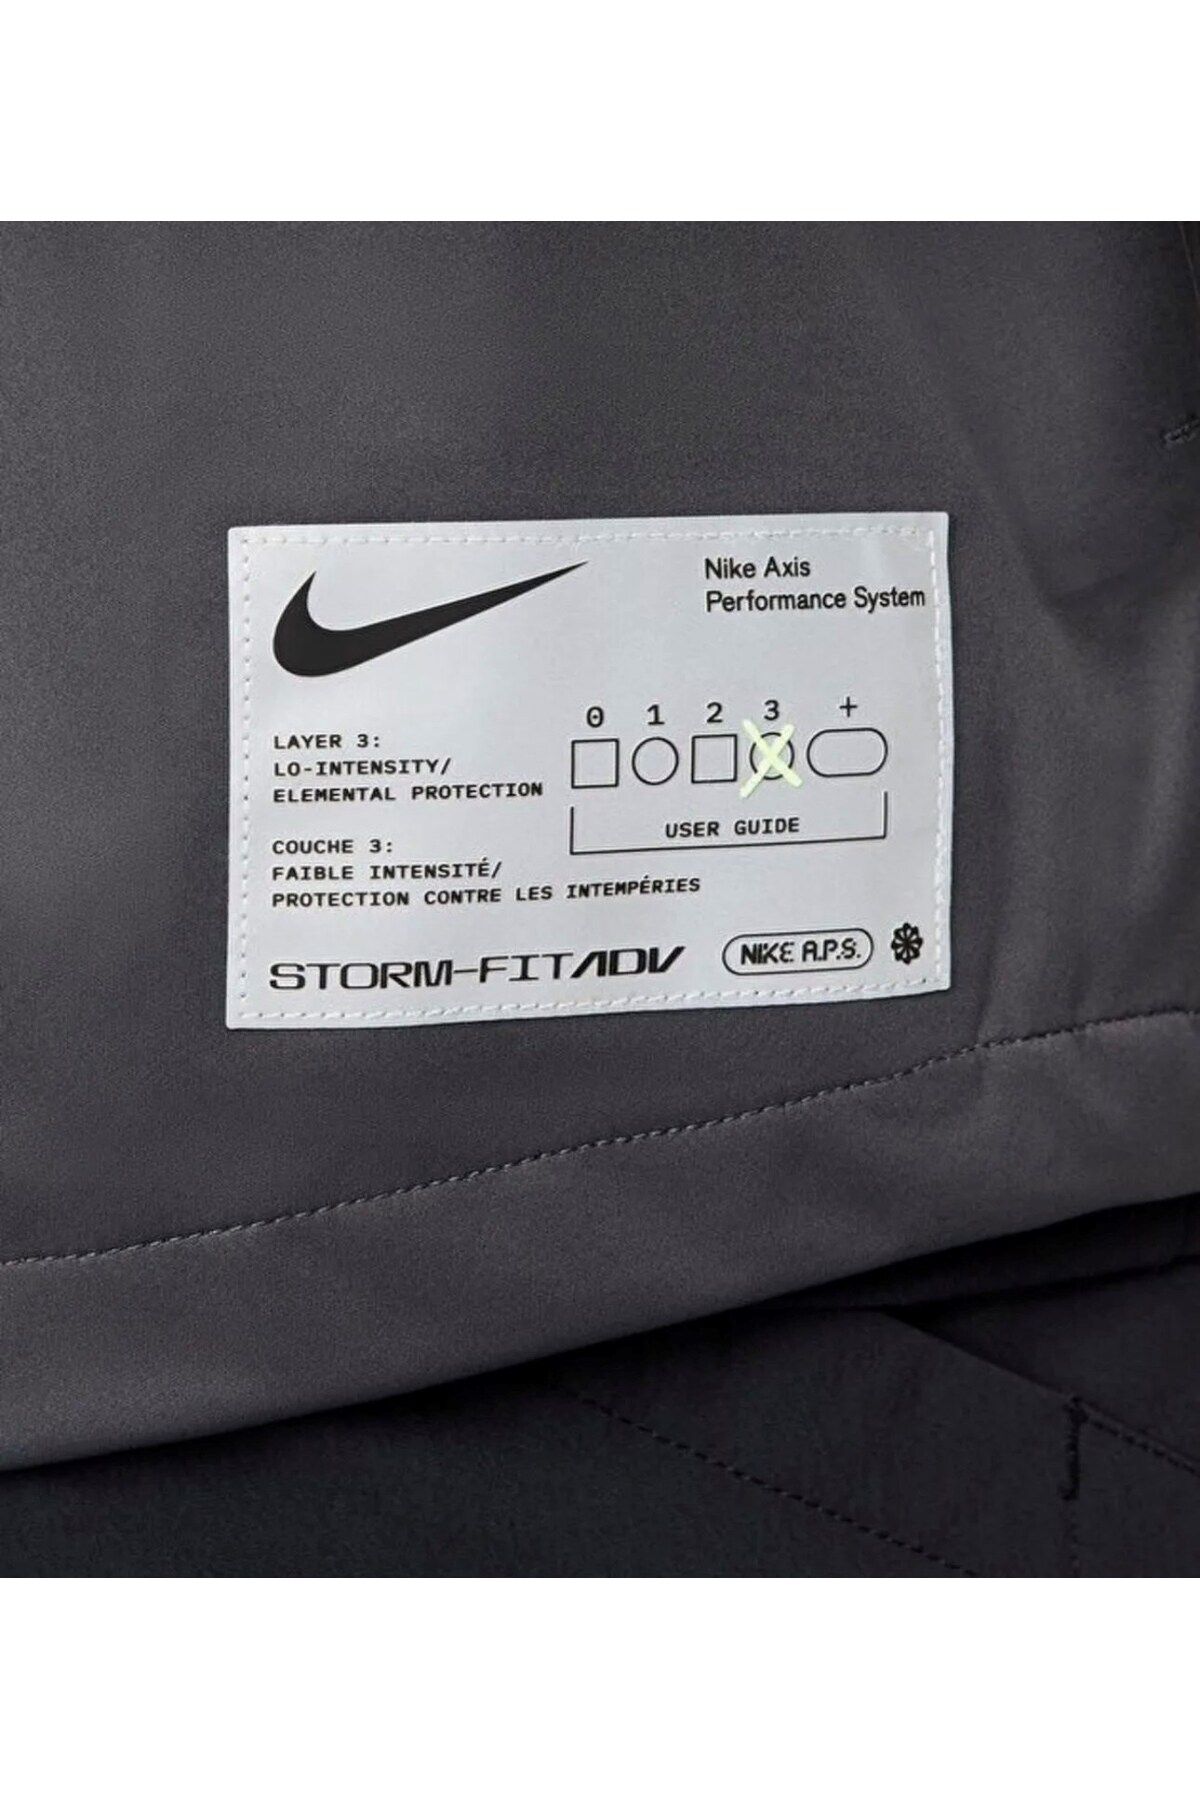 Nike Axis
Performance System
0 1 2 3 +
LAYER 3:
LO-INTENSITY/
ELEMENTAL PROTECTION
USER GUIDE
COUCHE 3:
FAIBLE INTENSITÉ/
PROTECTION CONTRE LES INTEMPÉRIES
STORM-FIT ADV
NIKE A.P.S.